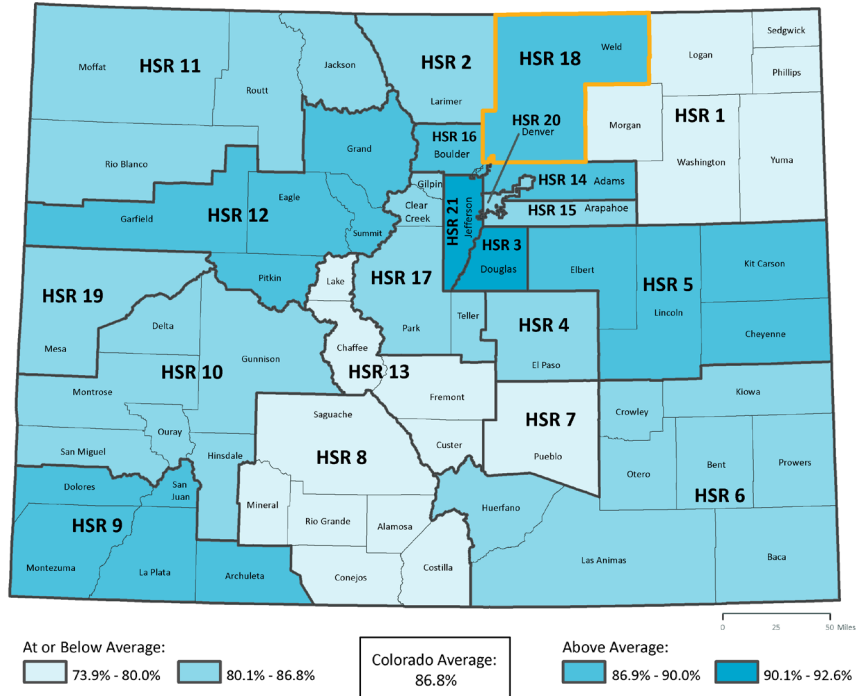 Sedgwick
HSR 18
Weld
Logan
HSR 2
HSR 11
Moffat
Jackson
Phillips
Routt
Larimer
HSR 1
HSR 20
Denver
Morgan
HSR 16
Boulder
Grand
Rio Blanco
Washington
Yuma
Gilpin
HSR 14
Adams
Eagle
Clear
Creek
HSR 15
Arapahoe
HSR 21
Jefferson
Garfield
HSR 12
Summit
HSR 3
Douglas
Elbert
Kit Carson
Pitkin
Lake
HSR 17
HSR 5
HSR 19
Lincoln
Delta
Park
Teller
HSR 4
Cheyenne
Mesa
Chaffee
Gunnison
El Paso
HSR 10
HSR 13
Montrose
Fremont
Kiowa
Saguache
HSR 7
Crowley
Ouray
San Miguel
Hinsdale
HSR 8
Custer
Pueblo
Bent
Prowers
Otero
Dolores
San
Juan
HSR 6
Mineral
Huerfano
HSR 9
Rio Grande
Alamosa
Las Animas
Baca
Montezuma
La Plata
Archuleta
Conejos
Costilla
0 25 50 Miles
At or Below Average:
73.9% - 80.0%
80.1% - 86.8%
Colorado Average:
86.8%
Above Average:
86.9% - 90.0%
90.1% - 92.6%